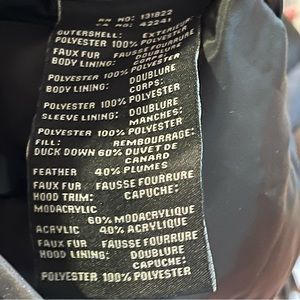 RN NO: 131822
CA NO: 42241
OUTERSHELL: EXTERIEUR:
POLYESTER 100% POLYESTER
FAUX FUR FAUSSE FOURRURE
BODY LINING: DOUBLURE
CORPS:
POLYESTER 100% POLYESTER
BODY LINING: DOUBLURE
CORPS:
POLYESTER 100% POLYESTER
SLEEVE LINING: DOUBLURE
MANCHES:
POLYESTER 100% POLYESTER
FILL: REMBOURRAGE:
DUCK DOWN 60% DUVET DE
CANARD
FEATHER 40% PLUMES
FAUX FUR FAUSSE FOURRURE
HOOD TRIM: CAPUCHE:
MODACRYLIC
60% MODACRYLIQUE
ACRYLIC 40% ACRYLIQUE
FAUX FUR FAUSSE FOURRURE
HOOD LINING: DOUBLURE
CAPUCHE:
POLYESTER 100% POLYESTER